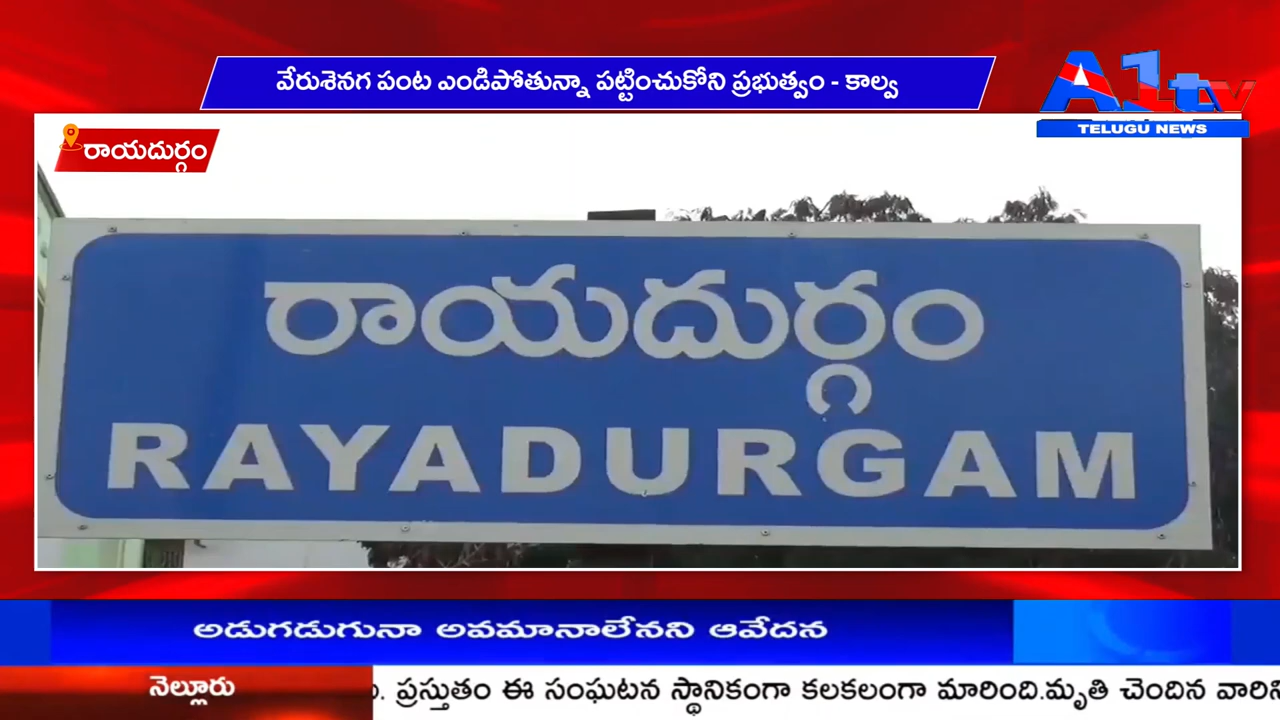 వేరుశెనగ పంట ఎండిపోతున్నా పట్టించుకోని ప్రభుత్వం - కాల్వ
A1tv
TELUGU NEWS
రాయదుర్గం
రాయదుర్గం
RAYADURGAM
అడుగడుగునా అవమానాలేనని ఆవేదన
నెల్లూరు
ప్రస్తుతం ఈ సంఘటన స్థానికంగా కలకలంగా మారింది.మృతి చెందిన